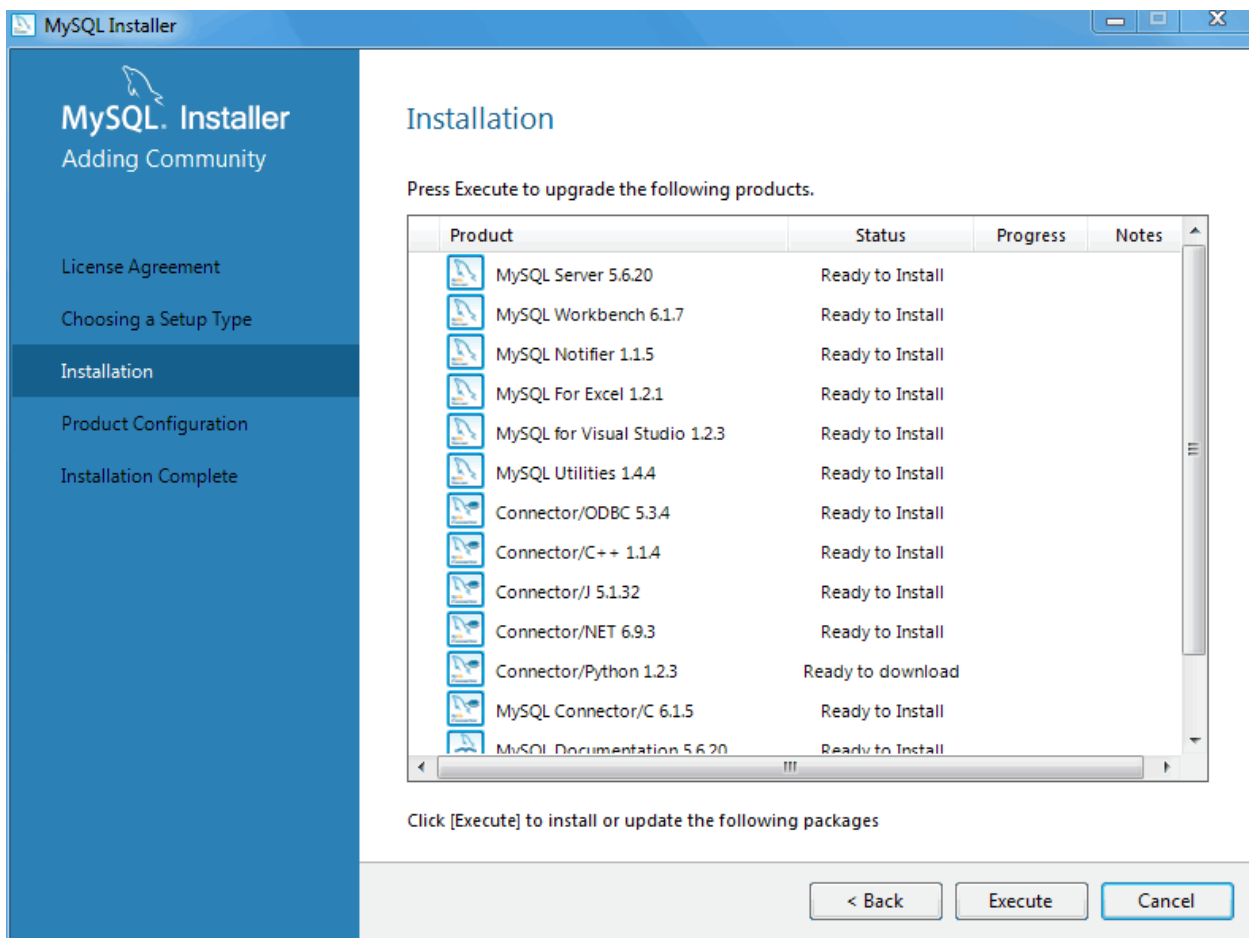 MySQL Installer
MySQL. Installer
Adding Community
License Agreement
Choosing a Setup Type
Installation
Product Configuration
Installation Complete
Installation
Press Execute to upgrade the following products.
Product Status Progress Notes
MySQL Server 5.6.20 Ready to Install
MySQL Workbench 6.1.7 Ready to Install
MySQL Notifier 1.1.5 Ready to Install
MySQL For Excel 1.2.1 Ready to Install
MySQL for Visual Studio 1.2.3 Ready to Install
MySQL Utilities 1.4.4 Ready to Install
Connector/ODBC 5.3.4 Ready to Install
Connector/C++ 1.1.4 Ready to Install
Connector/J 5.1.32 Ready to Install
Connector/NET 6.9.3 Ready to Install
Connector/Python 1.2.3 Ready to download
MySQL Connector/C 6.1.5 Ready to Install
MySQL Documentation 5.6.20 Ready to Install
Click [Execute] to install or update the following packages
< Back Execute Cancel